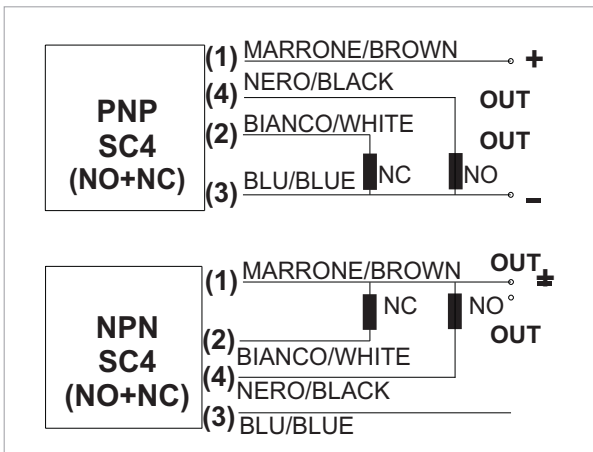 (1) MARRONE/BROWN +
(4) NERO/BLACK OUT
PNP
SC4
(NO+NC)
(2) BIANCO/WHITE OUT
NC NO
(3) BLU/BLUE -
(1) MARRONE/BROWN OUT +
NC NO
NPN
SC4
(NO+NC)
(2) BIANCO/WHITE OUT
(4) NERO/BLACK
(3) BLU/BLUE